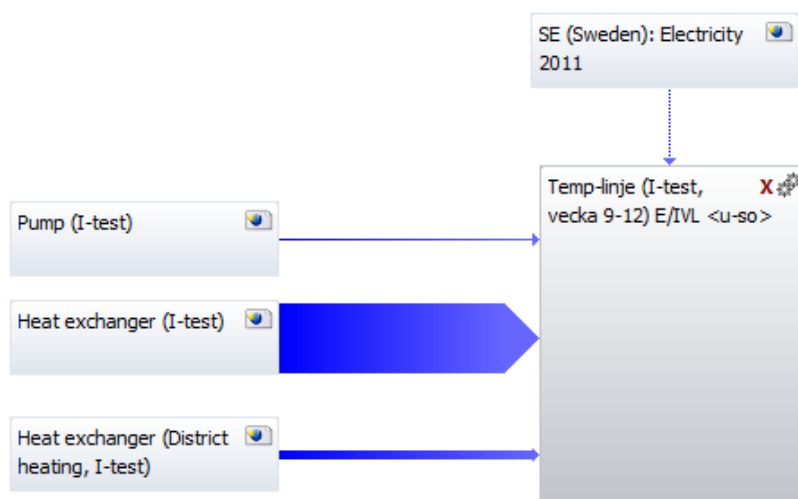 SE (Sweden): Electricity
2011
Temp-linje (I-test,
vecka 9-12) E/IVL <u-so>
X
Pump (I-test)
Heat exchanger (I-test)
Heat exchanger (District
heating, I-test)